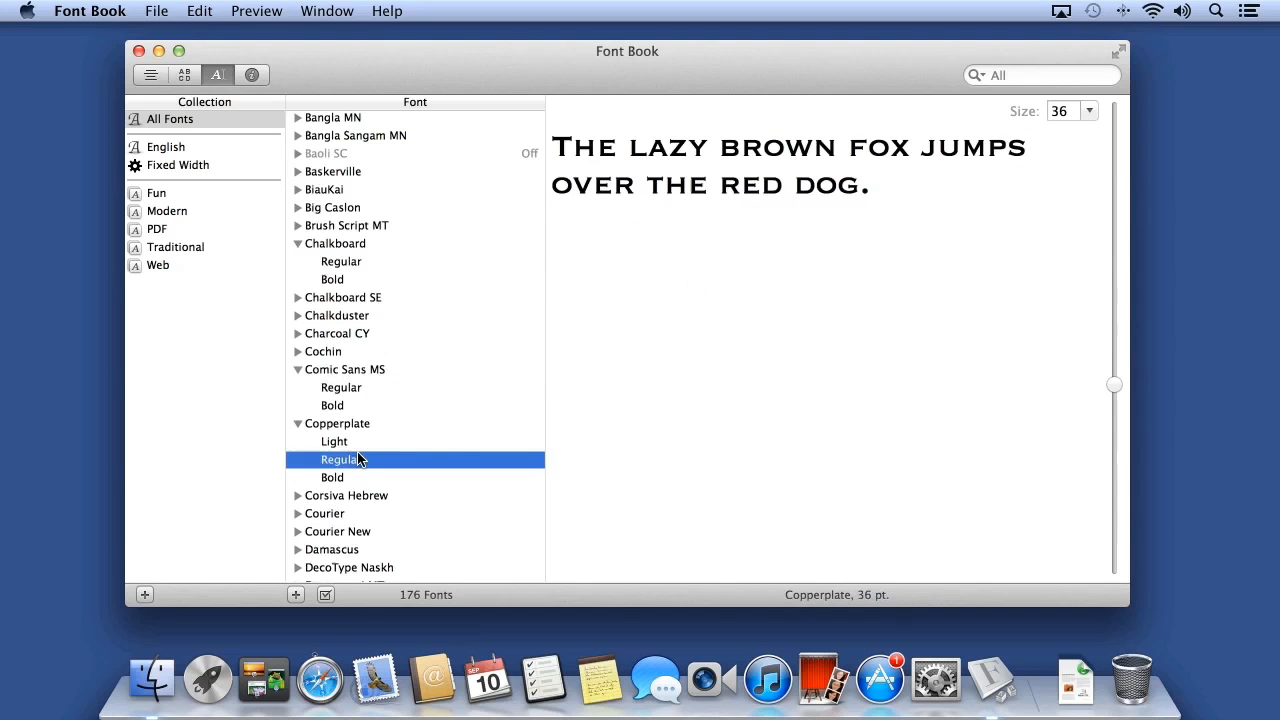 Font Book File Edit Preview Window Help
Font Book
All
Collection
All Fonts
English
Fixed Width
Fun
Modern
PDF
Traditional
Web
Font
Bangla MN
Bangla Sangam MN
Baoli SC Off
Baskerville
BiauKai
Big Caslon
Brush Script MT
Chalkboard
Regular
Bold
Chalkboard SE
Chalkduster
Charcoal CY
Cochin
Comic Sans MS
Regular
Bold
Copperplate
Light
Regular
Bold
Corsiva Hebrew
Courier
Courier New
Damascus
DecoType Naskh
Size: 36
The lazy brown fox jumps
over the red dog.
176 Fonts
Copperplate, 36 pt.
SEP
10
1